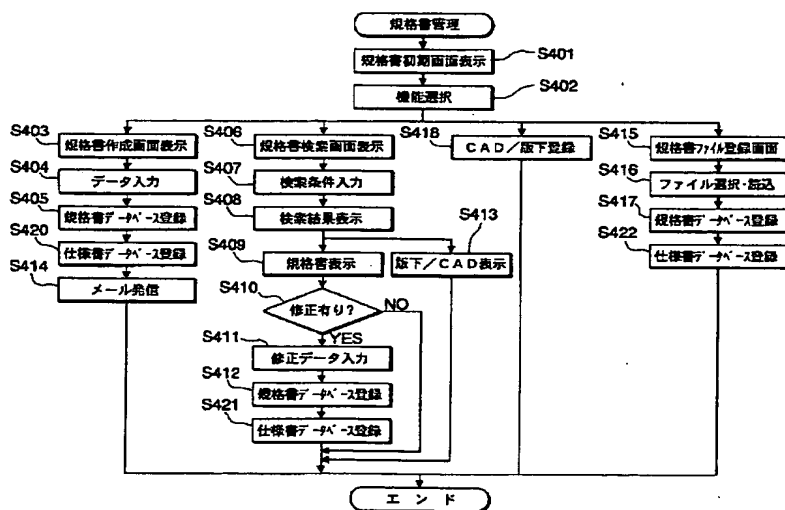 規格書管理
S401
規格書初期画面表示
S402
機能選択
S403
規格書作成画面表示
S404
データ入力
S405
規格書データベース登録
S420
仕様書データベース登録
S414
メール発信
S406
規格書検索画面表示
S407
検索条件入力
S408
検索結果表示
S409
規格書表示
S413
版下/CAD表示
S410
修正有り?
NO
YES
S411
修正データ入力
S412
規格書データベース登録
S421
仕様書データベース登録
S418
CAD/版下登録
S415
規格書ファイル登録画面
S416
ファイル選択・読込
S417
規格書データベース登録
S422
仕様書データベース登録
エンド